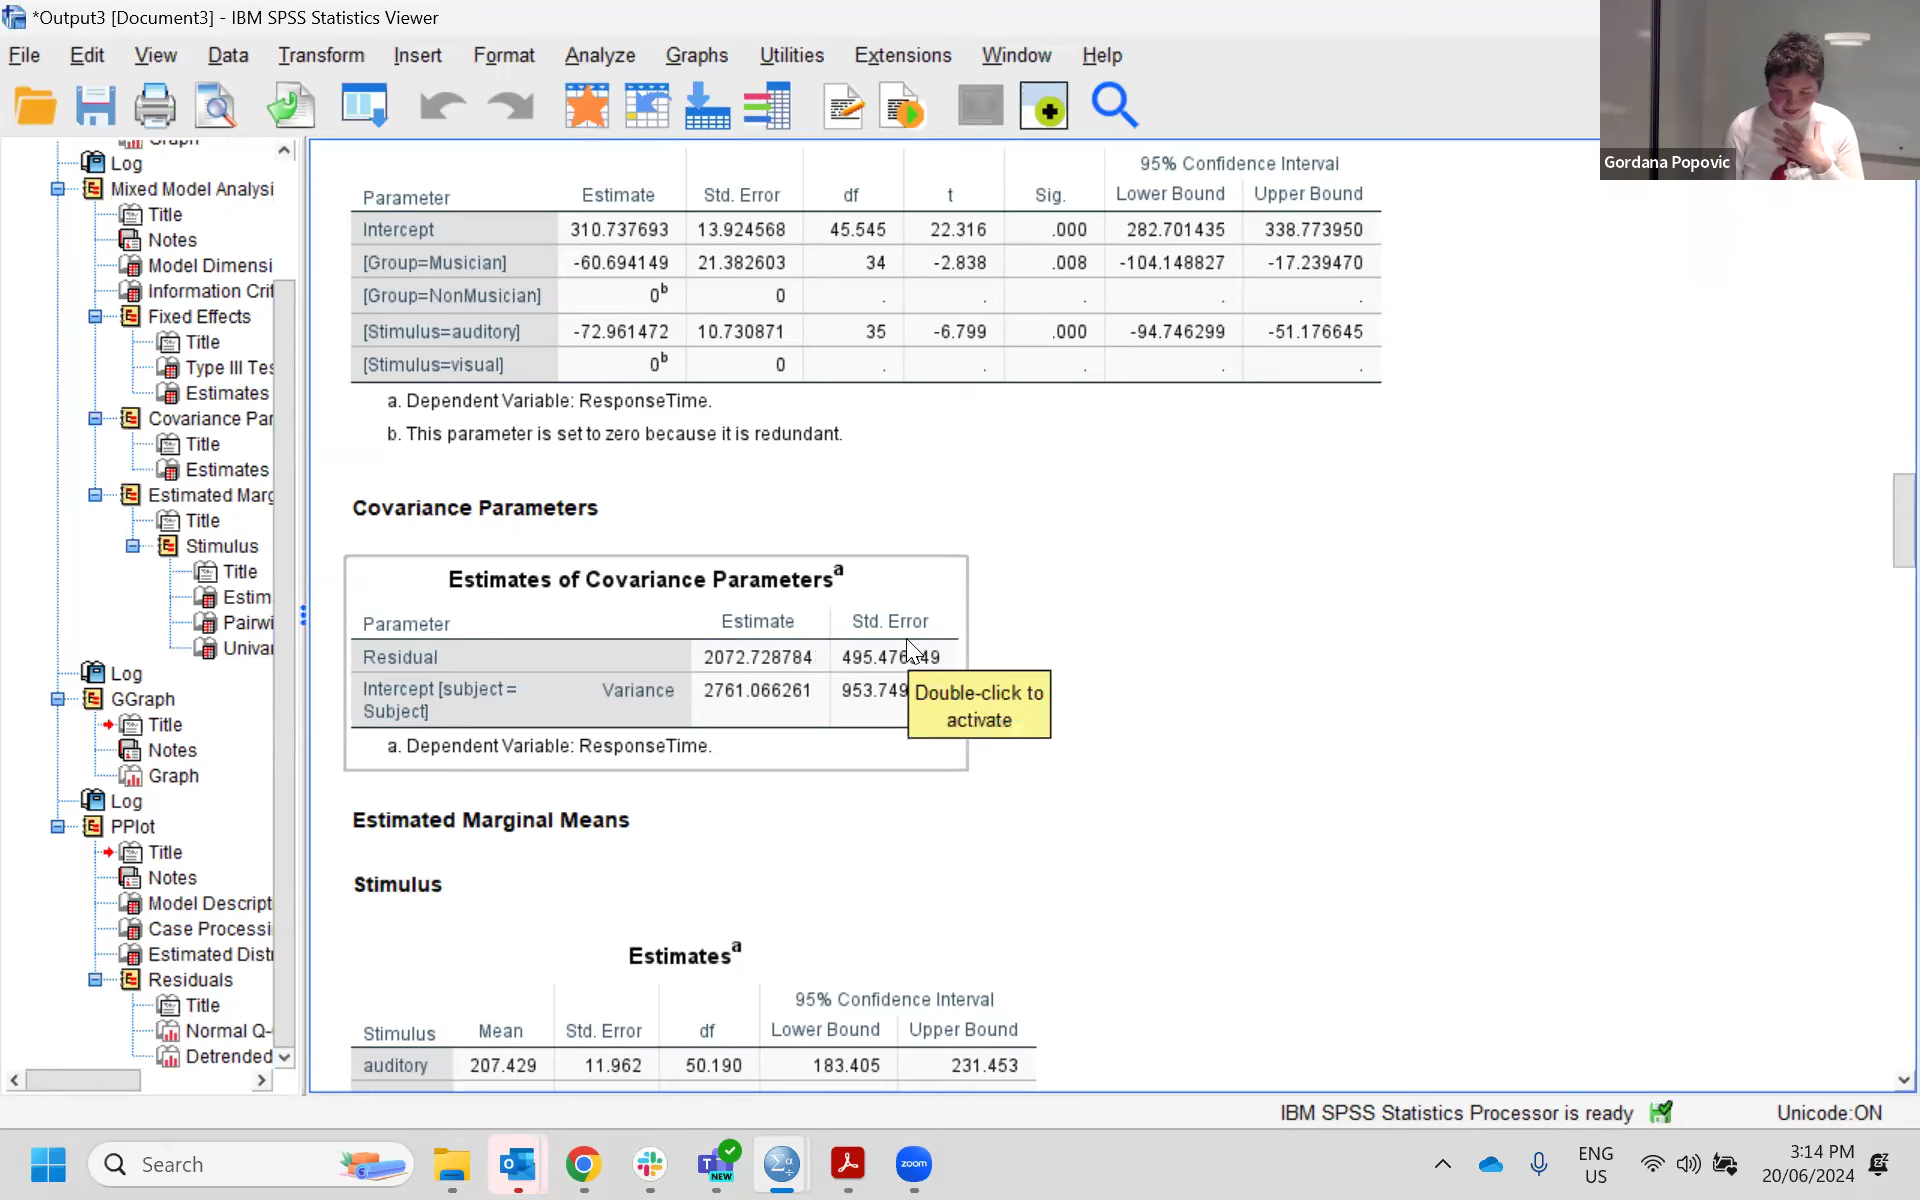 *Output3 [Document3] - IBM SPSS Statistics Viewer
File Edit View Data Transform Insert Format Analyze Graphs Utilities Extensions Window Help
Gordana Popovic
Log
Mixed Model Analysi
Title
Notes
Model Dimensi
Information Crit
Fixed Effects
Title
Type III Tes
Estimates
Covariance Par
Title
Estimates
Estimated Marg
Title
Stimulus
Title
Estim
Pairwi
Univar
Log
GGraph
Title
Notes
Graph
Log
PPlot
Title
Notes
Model Descript
Case Processi
Estimated Distr
Residuals
Title
Normal Q-
Detrended
95% Confidence Interval
Parameter Estimate Std. Error df t Sig. Lower Bound Upper Bound
Intercept 310.737693 13.924568 45.545 22.316 .000 282.701435 338.773950
[Group=Musician] -60.694149 21.382603 34 -2.838 .008 -104.148827 -17.239470
[Group=NonMusician] 0b 0 . . . . .
[Stimulus=auditory] -72.961472 10.730871 35 -6.799 .000 -94.746299 -51.176645
[Stimulus=visual] 0b 0 . . . . .
a. Dependent Variable: ResponseTime.
b. This parameter is set to zero because it is redundant.
Covariance Parameters
Estimates of Covariance Parametersa
Parameter Estimate Std. Error
Residual 2072.728784
Intercept [subject = Subject] Variance 2761.066261
Double-click to
activate
a. Dependent Variable: ResponseTime.
Estimated Marginal Means
Stimulus
Estimatesa
95% Confidence Interval
Stimulus Mean Std. Error df Lower Bound Upper Bound
auditory 207.429 11.962 50.190 183.405 231.453
IBM SPSS Statistics Processor is ready Unicode:ON
Search
NEW
zoom
ENG
US
3:14 PM
20/06/2024